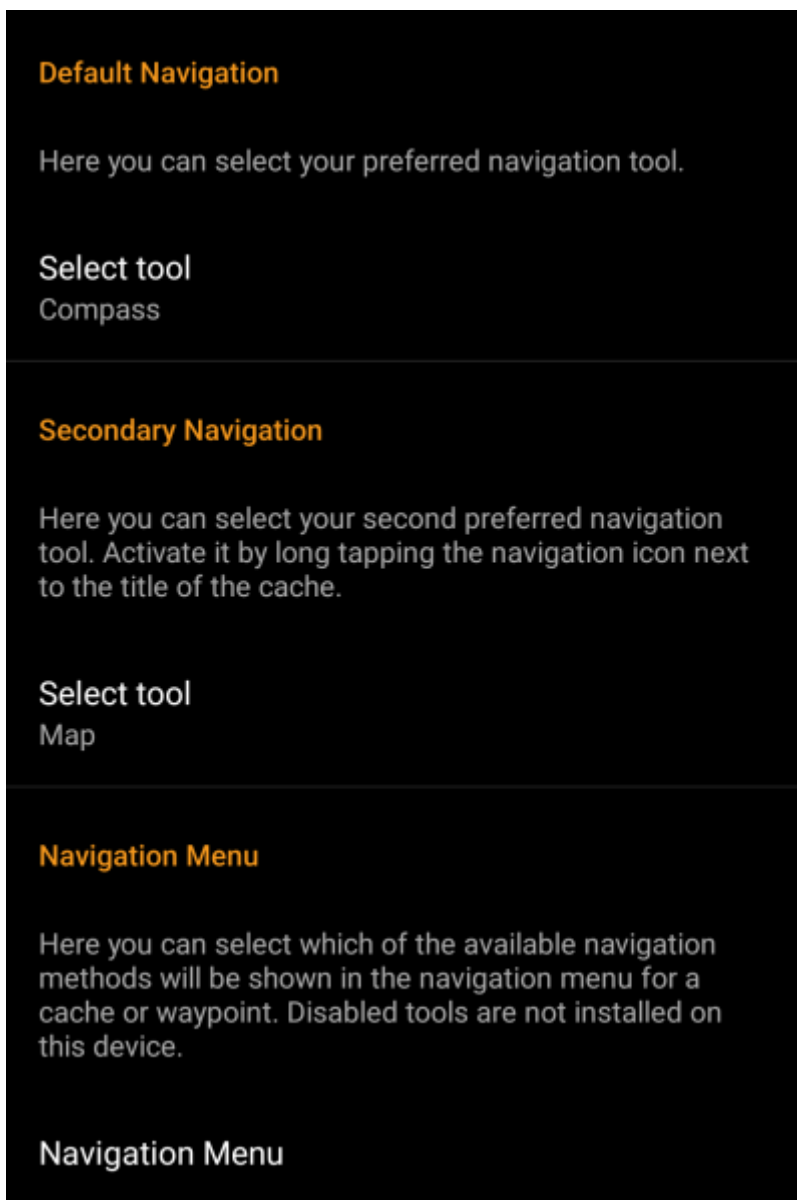 Default Navigation
Here you can select your preferred navigation tool.
Select tool
Compass
Secondary Navigation
Here you can select your second preferred navigation
tool. Activate it by long tapping the navigation icon next
to the title of the cache.
Select tool
Map
Navigation Menu
Here you can select which of the available navigation
methods will be shown in the navigation menu for a
cache or waypoint. Disabled tools are not installed on
this device.
Navigation Menu